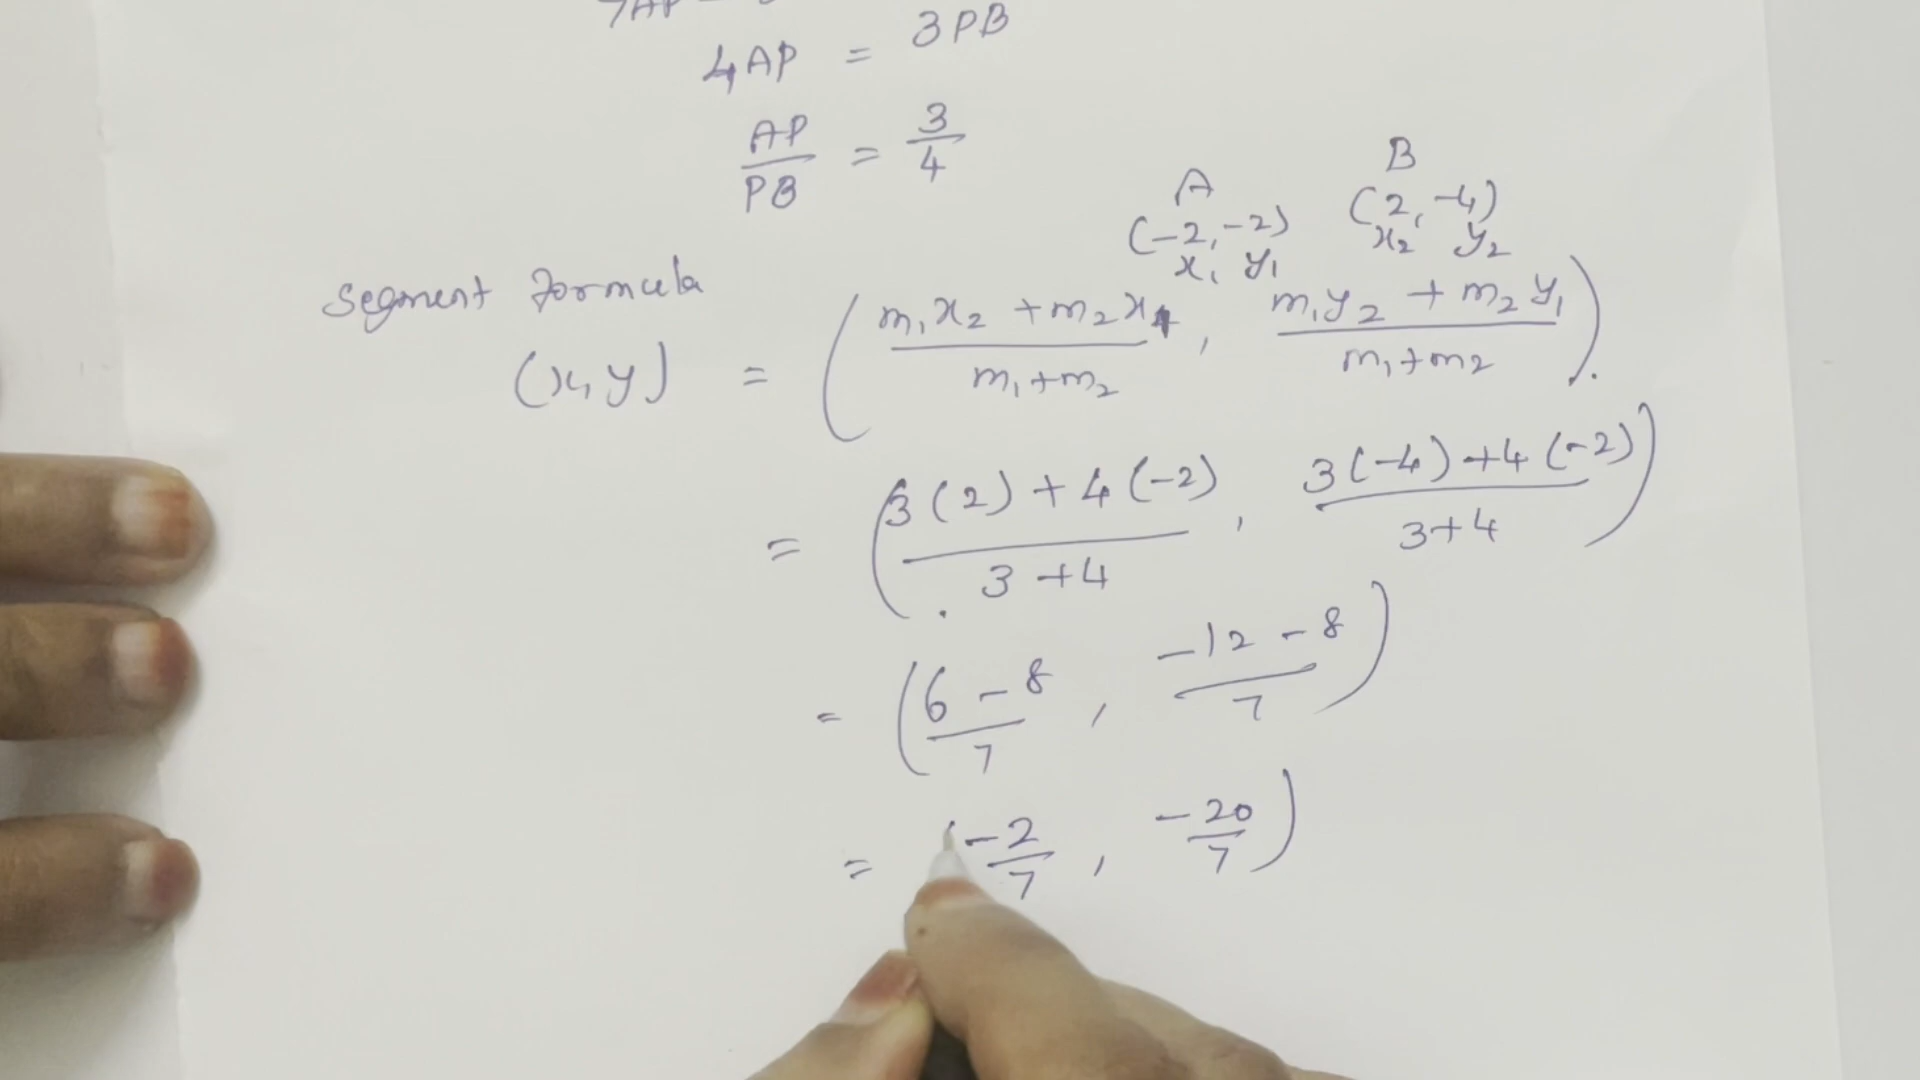 4AP = 3PB
AP/PB = 3/4
A B
(-2, -2) (2, -4)
x₁ y₁ x₂ y₂
Segment formula
(x, y) = ( (m₁x₂ + m₂x₁)/(m₁+m₂) , (m₁y₂ + m₂y₁)/(m₁+m₂) ).
= ( (3(2) + 4(-2))/(3+4) , (3(-4) + 4(-2))/(3+4) )
= ( (6 - 8)/7 , (-12 - 8)/7 )
= ( -2/7 , -20/7 )